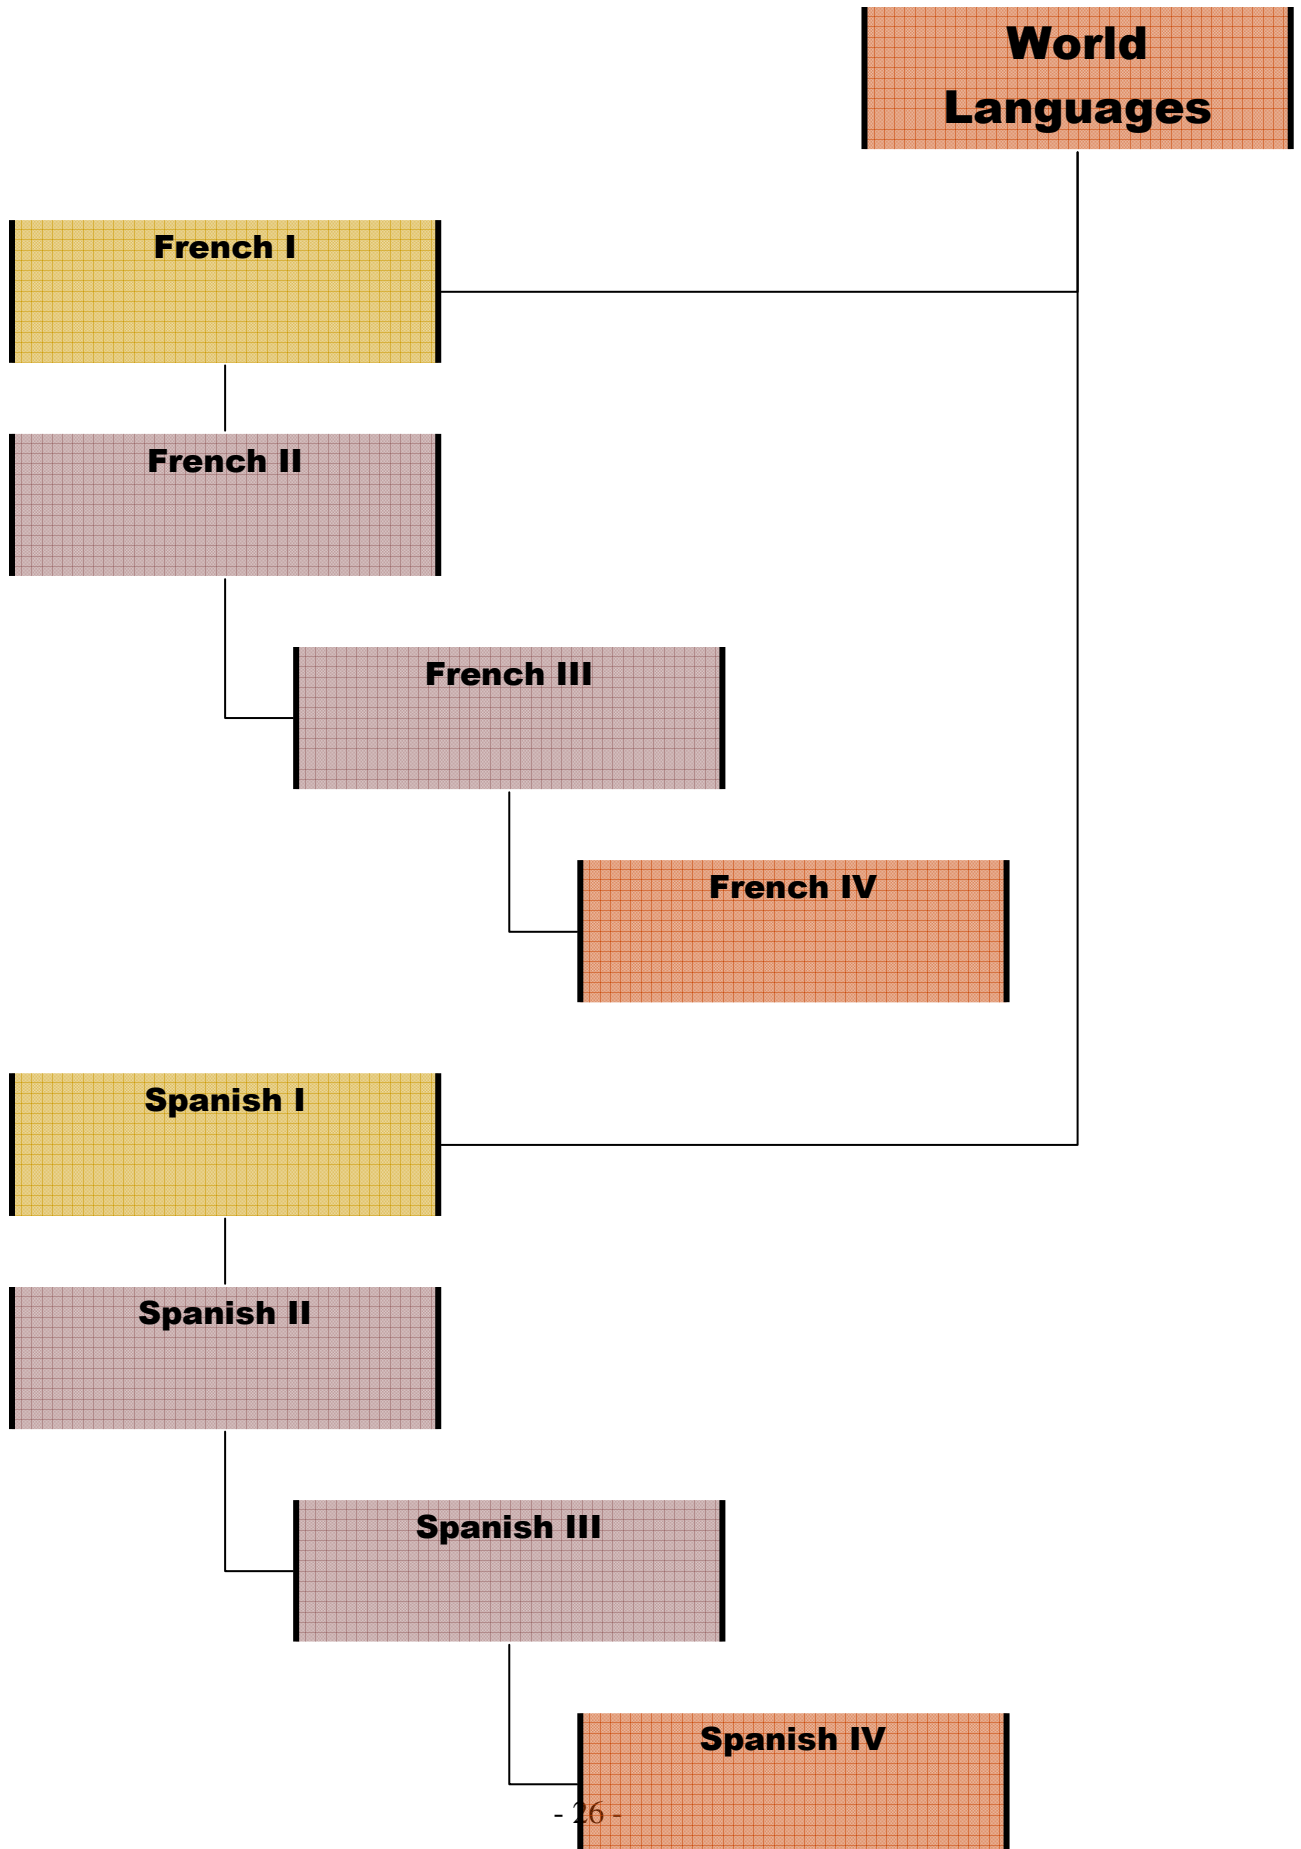 World
Languages
French I
French II
French III
French IV
Spanish I
Spanish II
Spanish III
Spanish IV
- 26 -